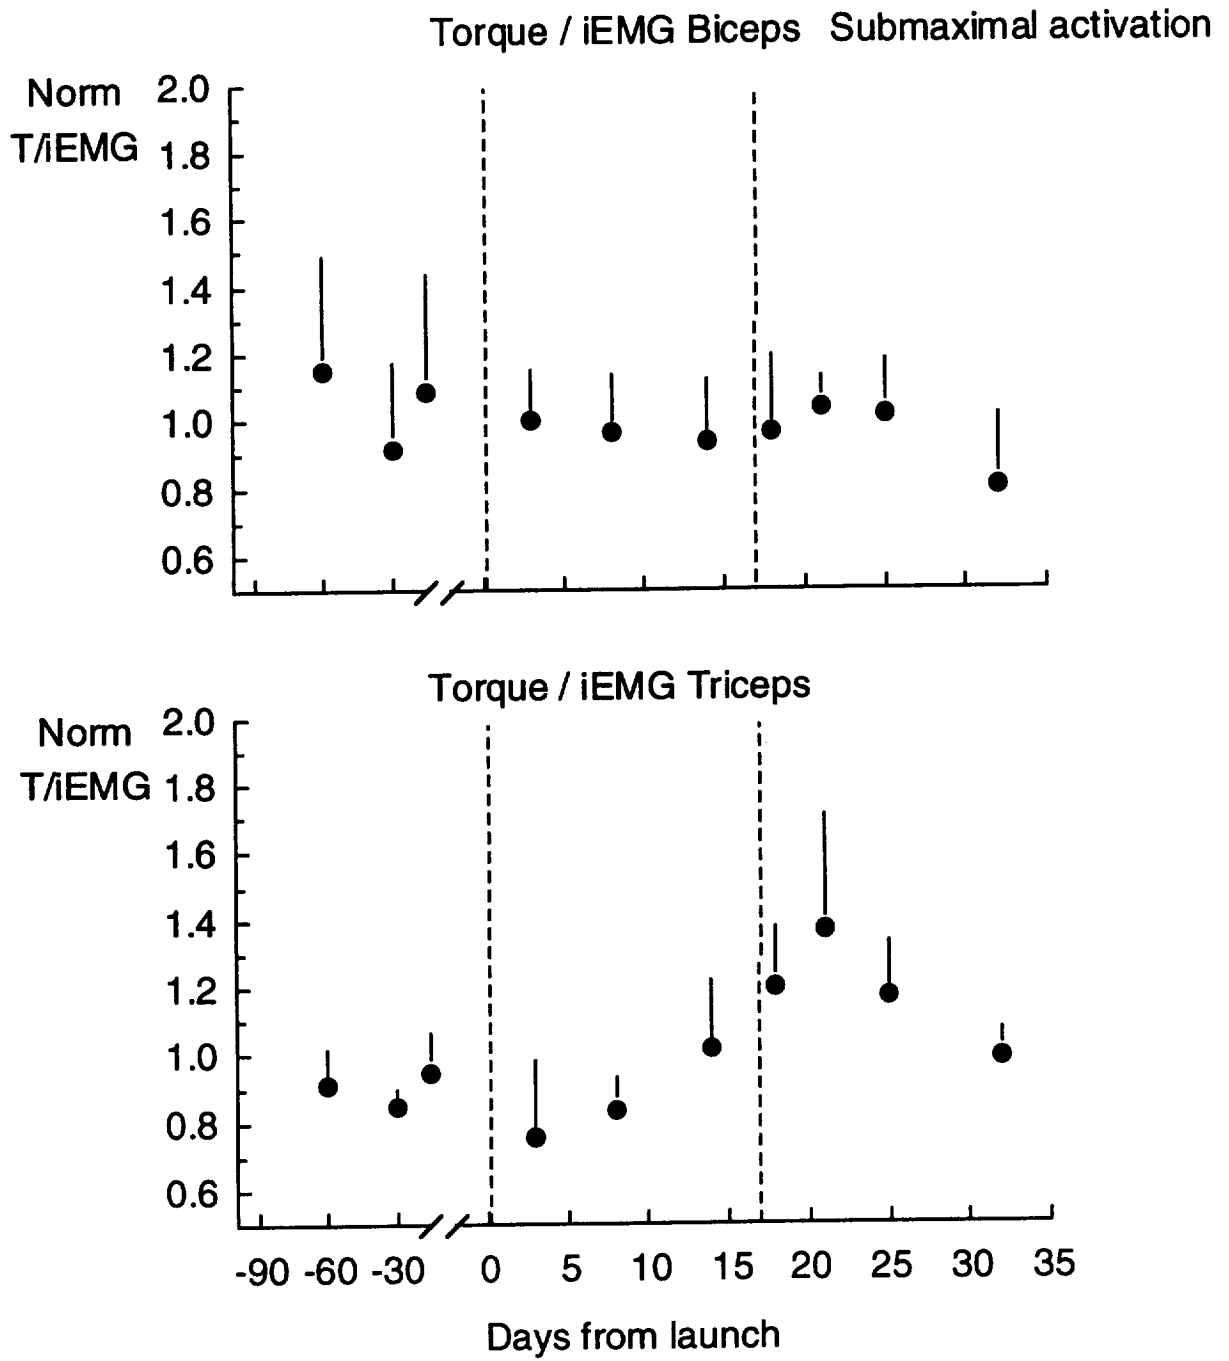 Torque / iEMG Biceps Submaximal activation
Norm 2.0
T/iEMG 1.8
1.6
1.4
1.2
1.0
0.8
0.6
Torque / iEMG Triceps
Norm 2.0
T/iEMG 1.8
1.6
1.4
1.2
1.0
0.8
0.6
-90 -60 -30 0 5 10 15 20 25 30 35
Days from launch